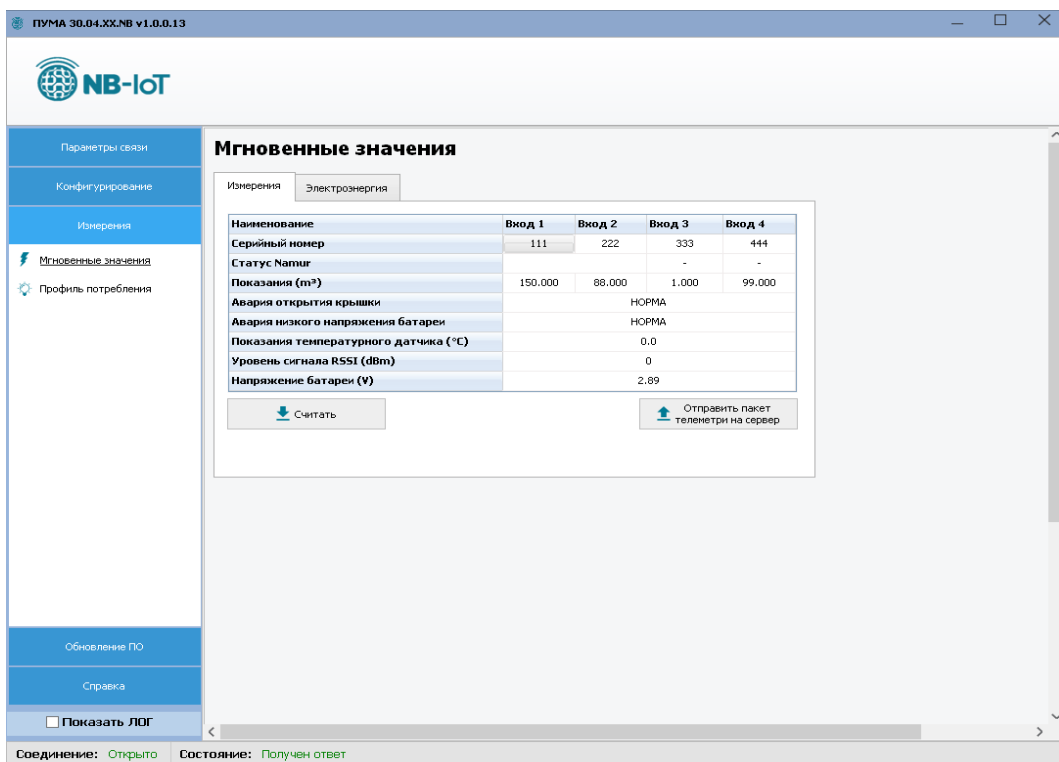 ПУМА 30.04.XX.NB v1.0.0.13
NB-IoT
Параметры связи
Конфигурирование
Измерения
Мгновенные значения
Профиль потребления
Обновление ПО
Справка
Показать ЛОГ
Мгновенные значения
Измерения Электроэнергия
Наименование Вход 1 Вход 2 Вход 3 Вход 4
Серийный номер 111 222 333 444
Статус Namur - -
Показания (m³) 150.000 88.000 1.000 99.000
Авария открытия крышки НОРМА
Авария низкого напряжения батареи НОРМА
Показания температурного датчика (°C) 0.0
Уровень сигнала RSSI (dBm) 0
Напряжение батареи (V) 2.89
Считать
Отправить пакет
телеметри на сервер
Соединение: Открыто Состояние: Получен ответ